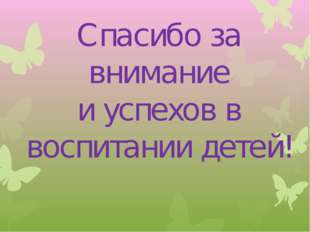 Спасибо за
внимание
и успехов в
воспитании детей!